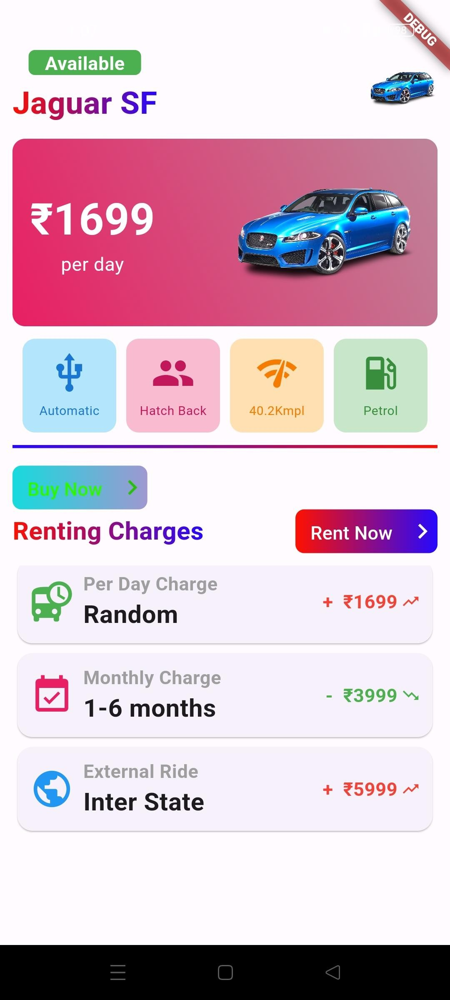 98
DEBUG
Available
Jaguar SF
₹1699
per day
Automatic
Hatch Back
40.2Kmpl
Petrol
Buy Now
Renting Charges
Rent Now
Per Day Charge
Random
+ ₹1699
Monthly Charge
1-6 months
- ₹3999
External Ride
Inter State
+ ₹5999